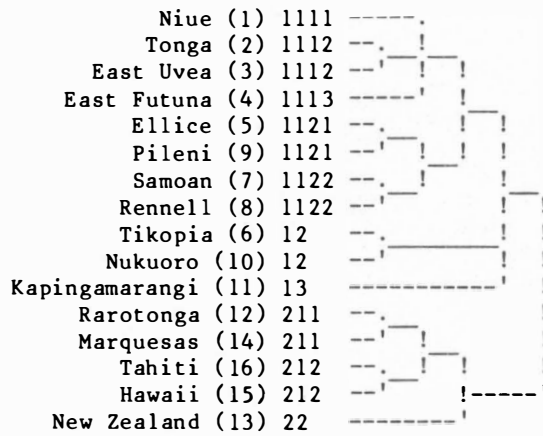 Niue (1) 1111
Tonga (2) 1112
East Uvea (3) 1112
East Futuna (4) 1113
Ellice (5) 1121
Pileni (9) 1121
Samoan (7) 1122
Rennell (8) 1122
Tikopia (6) 12
Nukuoro (10) 12
Kapingamarangi (11) 13
Rarotonga (12) 211
Marquesas (14) 211
Tahiti (16) 212
Hawaii (15) 212
New Zealand (13) 22